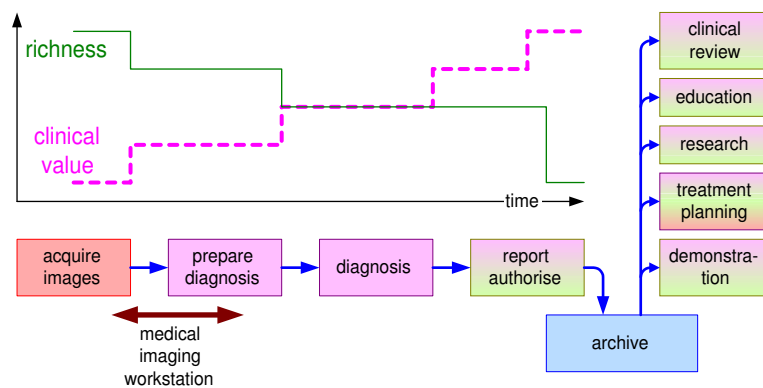 richness
clinical
value
time
acquire
images
prepare
diagnosis
diagnosis
report
authorise
medical
imaging
workstation
archive
clinical
review
education
research
treatment
planning
demonstra-
tion